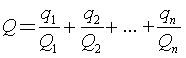 Q = q₁/Q₁ + q₂/Q₂ + ... + qₙ/Qₙ